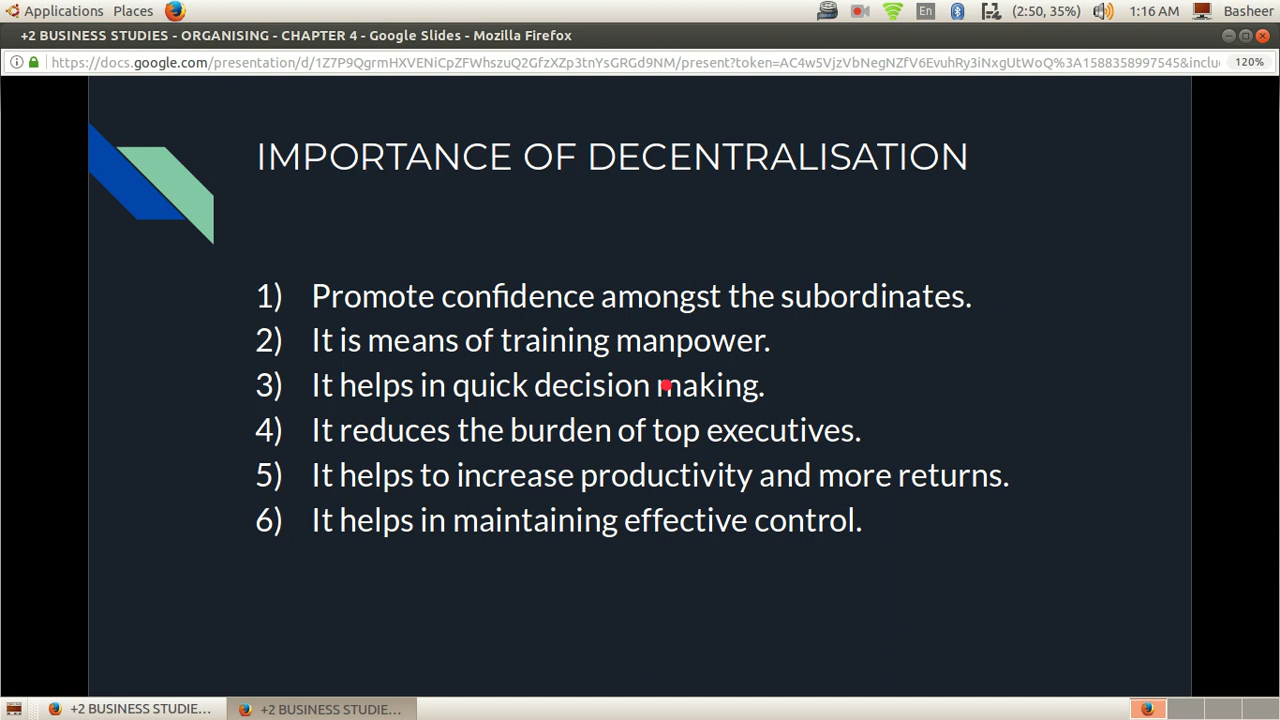 Applications Places En (2:50, 35%) 1:16 AM Basheer
+2 BUSINESS STUDIES - ORGANISING - CHAPTER 4 - Google Slides - Mozilla Firefox
https://docs.google.com/presentation/d/1Z7P9QgrmHXVENiCpZFWhszuQ2GfzXZp3tnYsGRGd9NM/present?token=AC4w5VjzVbNegNZfV6EvuhRy3iNxgUtWoQ%3A1588358997545&inclu 120%
IMPORTANCE OF DECENTRALISATION
1) Promote confidence amongst the subordinates.
2) It is means of training manpower.
3) It helps in quick decision making.
4) It reduces the burden of top executives.
5) It helps to increase productivity and more returns.
6) It helps in maintaining effective control.
+2 BUSINESS STUDIE... +2 BUSINESS STUDIE...